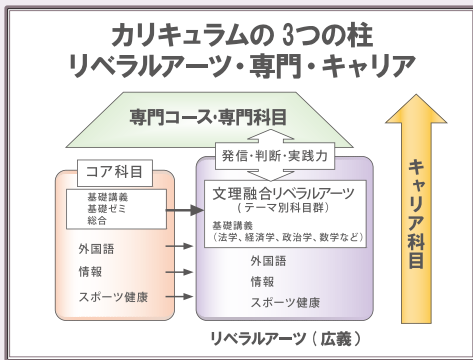 カリキュラムの 3つの柱
リベラルアーツ・専門・キャリア
専門コース・専門科目
発信・判断・実践力
コア科目
基礎講義
基礎ゼミ
総合
外国語
情報
スポーツ健康
文理融合リベラルアーツ
(テーマ別科目群)
基礎講義
(法学、経済学、政治学、数学など)
外国語
情報
スポーツ健康
リベラルアーツ (広義)
キャリア科目